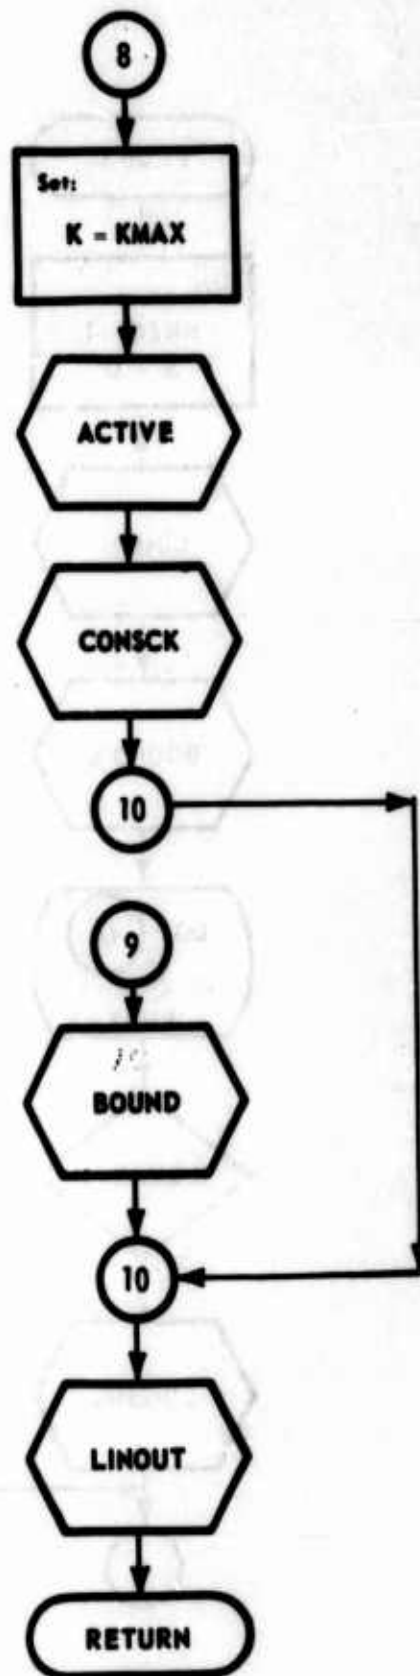 8
Set:
K = KMAX
ACTIVE
CONSCK
10
9
BOUND
10
LINOUT
RETURN